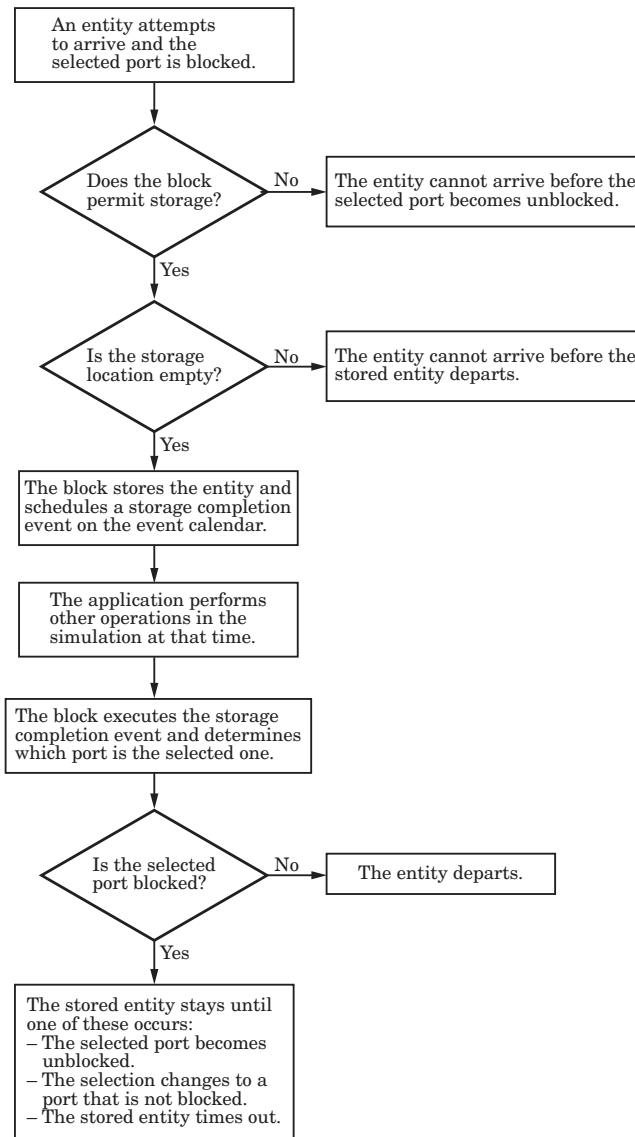 An entity attempts
to arrive and the
selected port is blocked.
Does the block
permit storage?
No
The entity cannot arrive before the
selected port becomes unblocked.
Yes
Is the storage
location empty?
No
The entity cannot arrive before the
stored entity departs.
Yes
The block stores the entity and
schedules a storage completion
event on the event calendar.
The application performs
other operations in the
simulation at that time.
The block executes the storage
completion event and determines
which port is the selected one.
Is the selected
port blocked?
No
The entity departs.
Yes
The stored entity stays until
one of these occurs:
– The selected port becomes
unblocked.
– The selection changes to a
port that is not blocked.
– The stored entity times out.